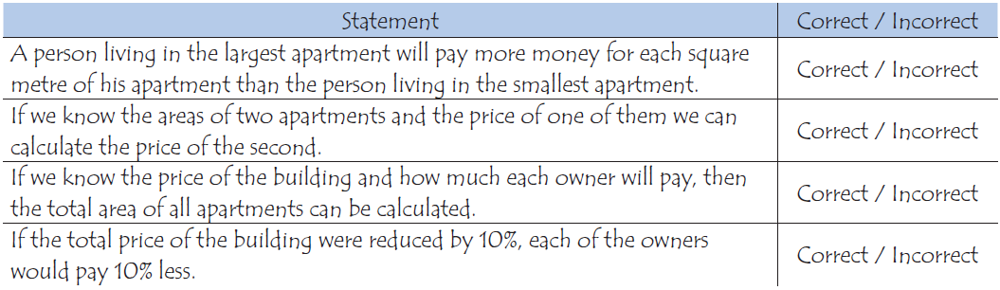 Statement Correct / Incorrect
A person living in the largest apartment will pay more money for each square
metre of his apartment than the person living in the smallest apartment.
Correct / Incorrect
If we know the areas of two apartments and the price of one of them we can
calculate the price of the second.
Correct / Incorrect
If we know the price of the building and how much each owner will pay, then
the total area of all apartments can be calculated.
Correct / Incorrect
If the total price of the building were reduced by 10%, each of the owners
would pay 10% less.
Correct / Incorrect